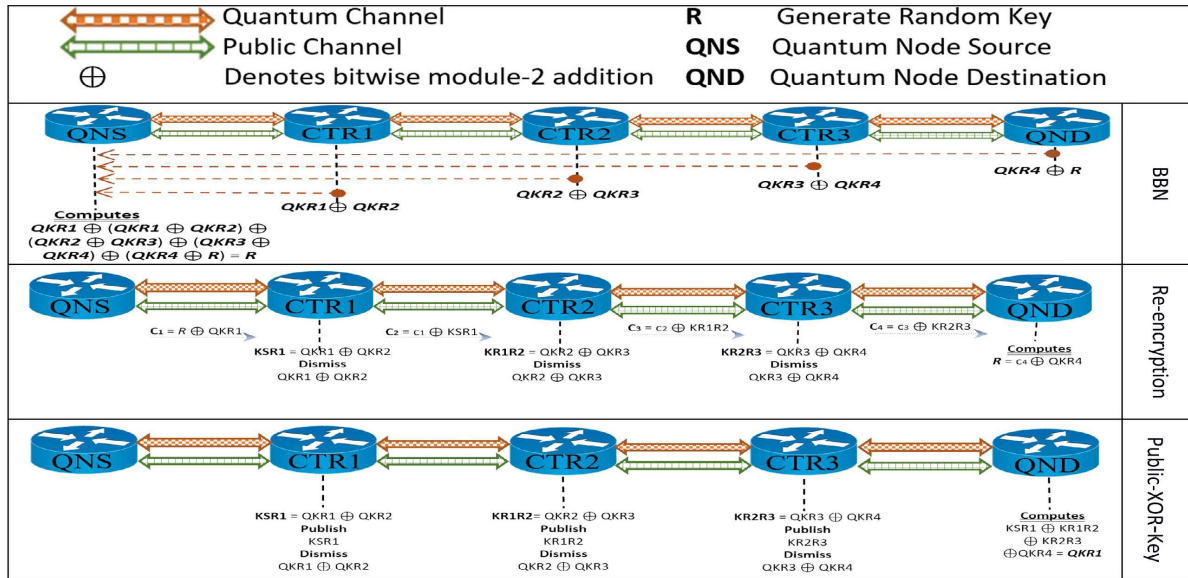 Quantum Channel
R Generate Random Key
Public Channel
QNS Quantum Node Source
⊕ Denotes bitwise module-2 addition
QND Quantum Node Destination
QNS CTR1 CTR2 CTR3 QND
QKR4 ⊕ R
QKR3 ⊕ QKR4
QKR2 ⊕ QKR3
QKR1 ⊕ QKR2
Computes
QKR1 ⊕ (QKR1 ⊕ QKR2) ⊕
(QKR2 ⊕ QKR3) ⊕ (QKR3 ⊕
QKR4) ⊕ (QKR4 ⊕ R) = R
BBN
QNS CTR1 CTR2 CTR3 QND
C₁ = R ⊕ QKR1
C₂ = C₁ ⊕ KSR1
C₃ = C₂ ⊕ KR1R2
C₄ = C₃ ⊕ KR2R3
KSR1 = QKR1 ⊕ QKR2
Dismiss
QKR1 ⊕ QKR2
KR1R2 = QKR2 ⊕ QKR3
Dismiss
QKR2 ⊕ QKR3
KR2R3 = QKR3 ⊕ QKR4
Dismiss
QKR3 ⊕ QKR4
Computes
R = C₄ ⊕ QKR4
Re-encryption
QNS CTR1 CTR2 CTR3 QND
KSR1 = QKR1 ⊕ QKR2
Publish
KSR1
Dismiss
QKR1 ⊕ QKR2
KR1R2= QKR2 ⊕ QKR3
Publish
KR1R2
Dismiss
QKR2 ⊕ QKR3
KR2R3 = QKR3 ⊕ QKR4
Publish
KR2R3
Dismiss
QKR3 ⊕ QKR4
Computes
KSR1 ⊕ KR1R2
⊕ KR2R3
⊕QKR4 = QKR1
Public-XOR-Key